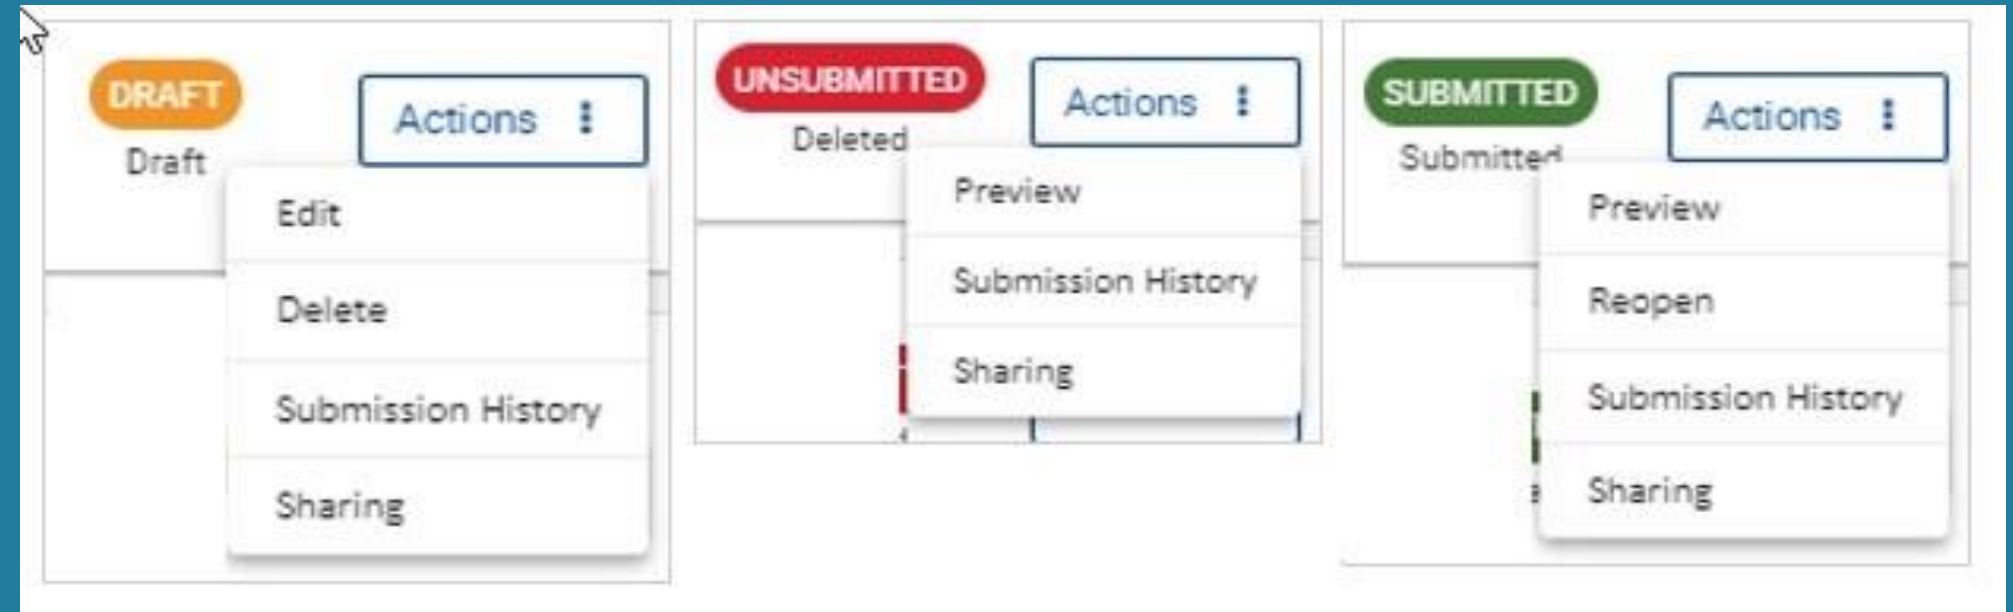 DRAFT
Actions
Draft
Edit
Delete
Submission History
Sharing
UNSUBMITTED
Actions
Deleted
Preview
Submission History
Sharing
SUBMITTED
Actions
Submitted
Preview
Reopen
Submission History
Sharing